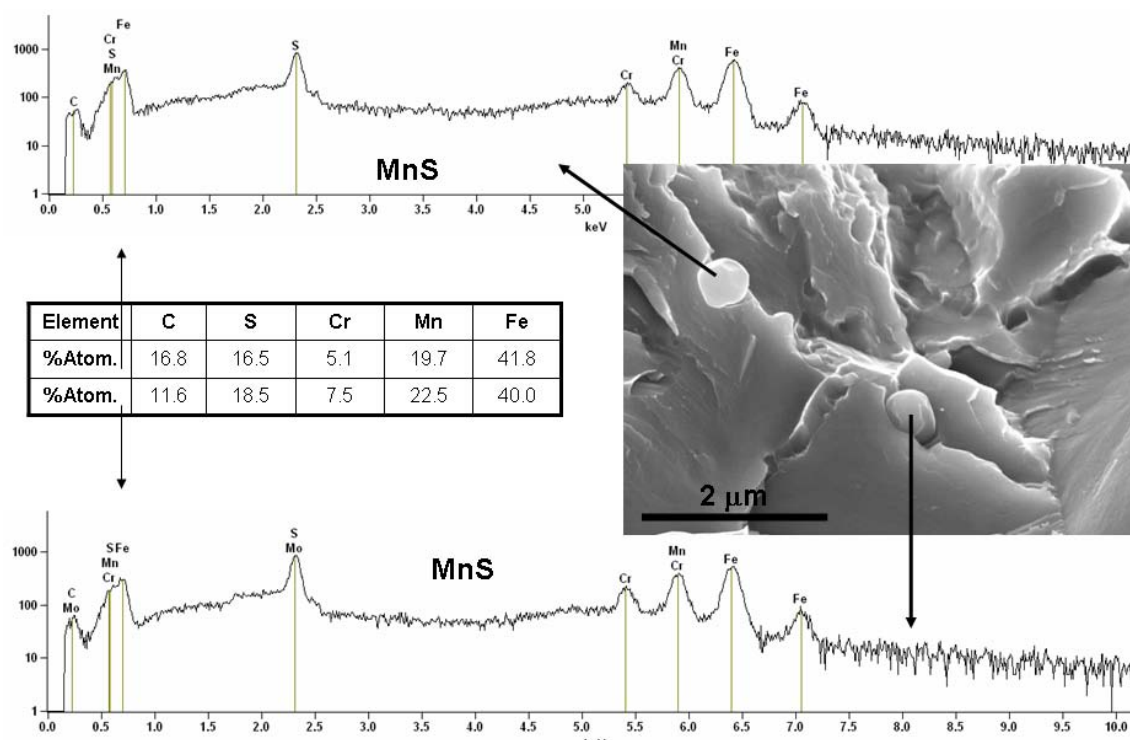 Fe
Cr
S
Mn
C
S
Cr
Mn
Cr
Fe
Fe
1000
100
10
1
0.0 0.5 1.0 1.5 2.0 2.5 3.0 3.5 4.0 4.5 5.0
keV
MnS
Element C S Cr Mn Fe
%Atom. 16.8 16.5 5.1 19.7 41.8
%Atom. 11.6 18.5 7.5 22.5 40.0
2 μm
S Fe
Mn
Cr
C
Mo
S
Mo
MnS
Cr
Mn
Cr
Fe
Fe
1000
100
10
1
0.0 0.5 1.0 1.5 2.0 2.5 3.0 3.5 4.0 4.5 5.0 5.5 6.0 6.5 7.0 7.5 8.0 8.5 9.0 9.5 10.0